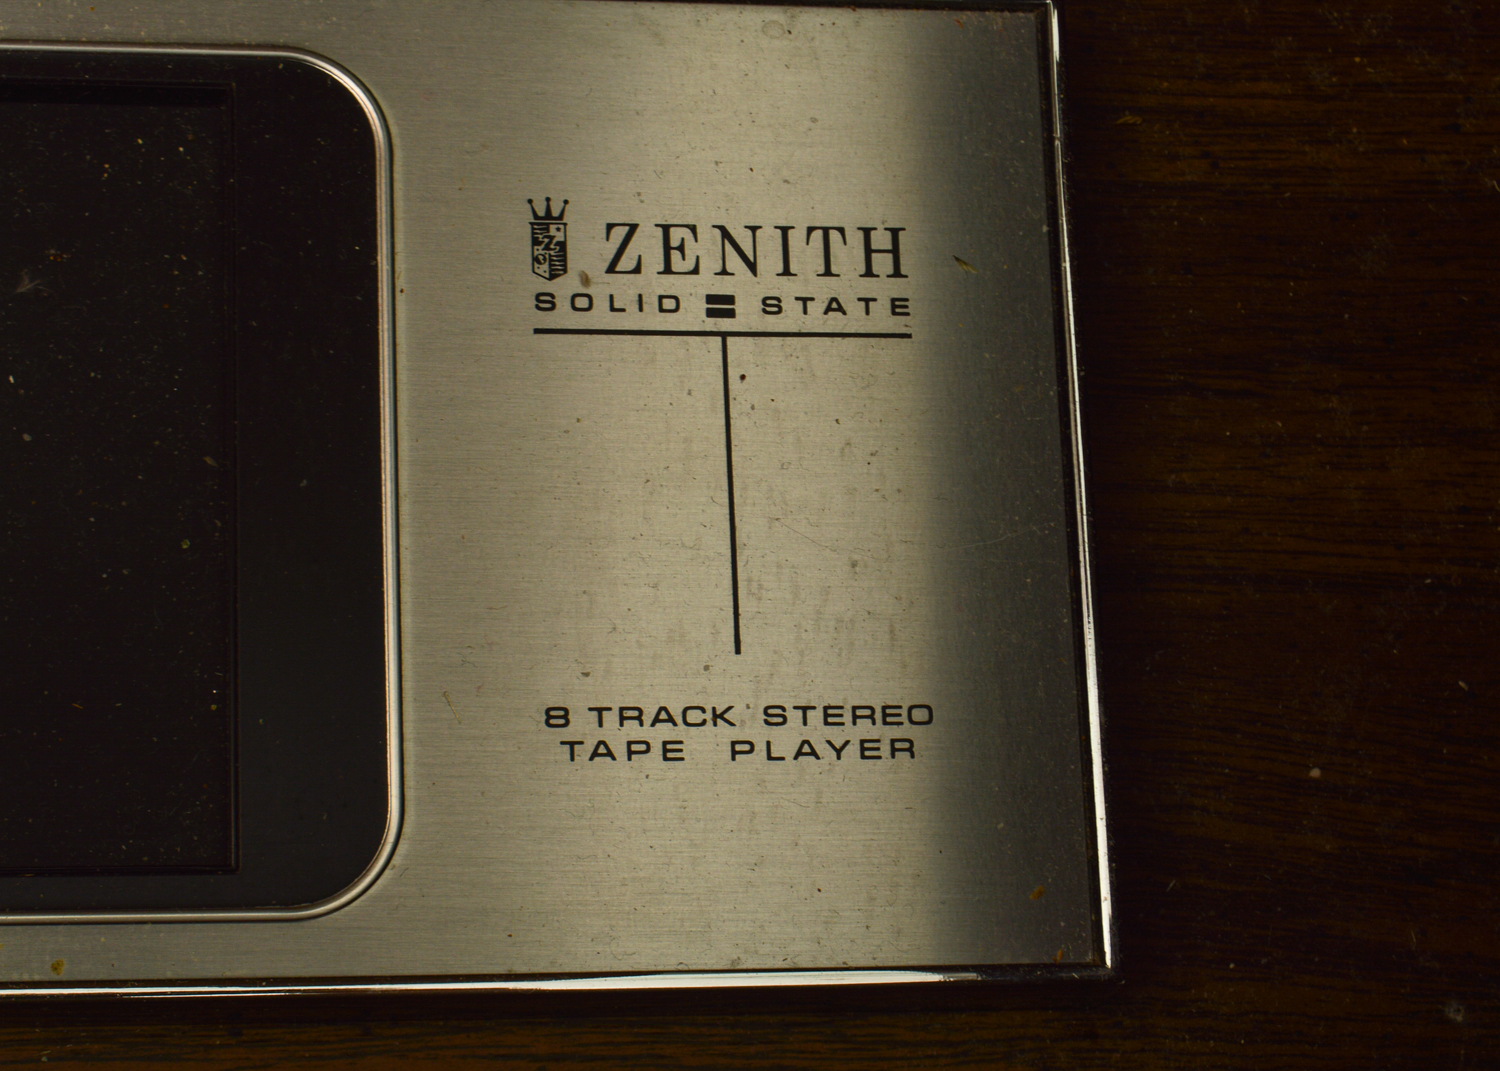 ZENITH
SOLID STATE
8 TRACK STEREO
TAPE PLAYER